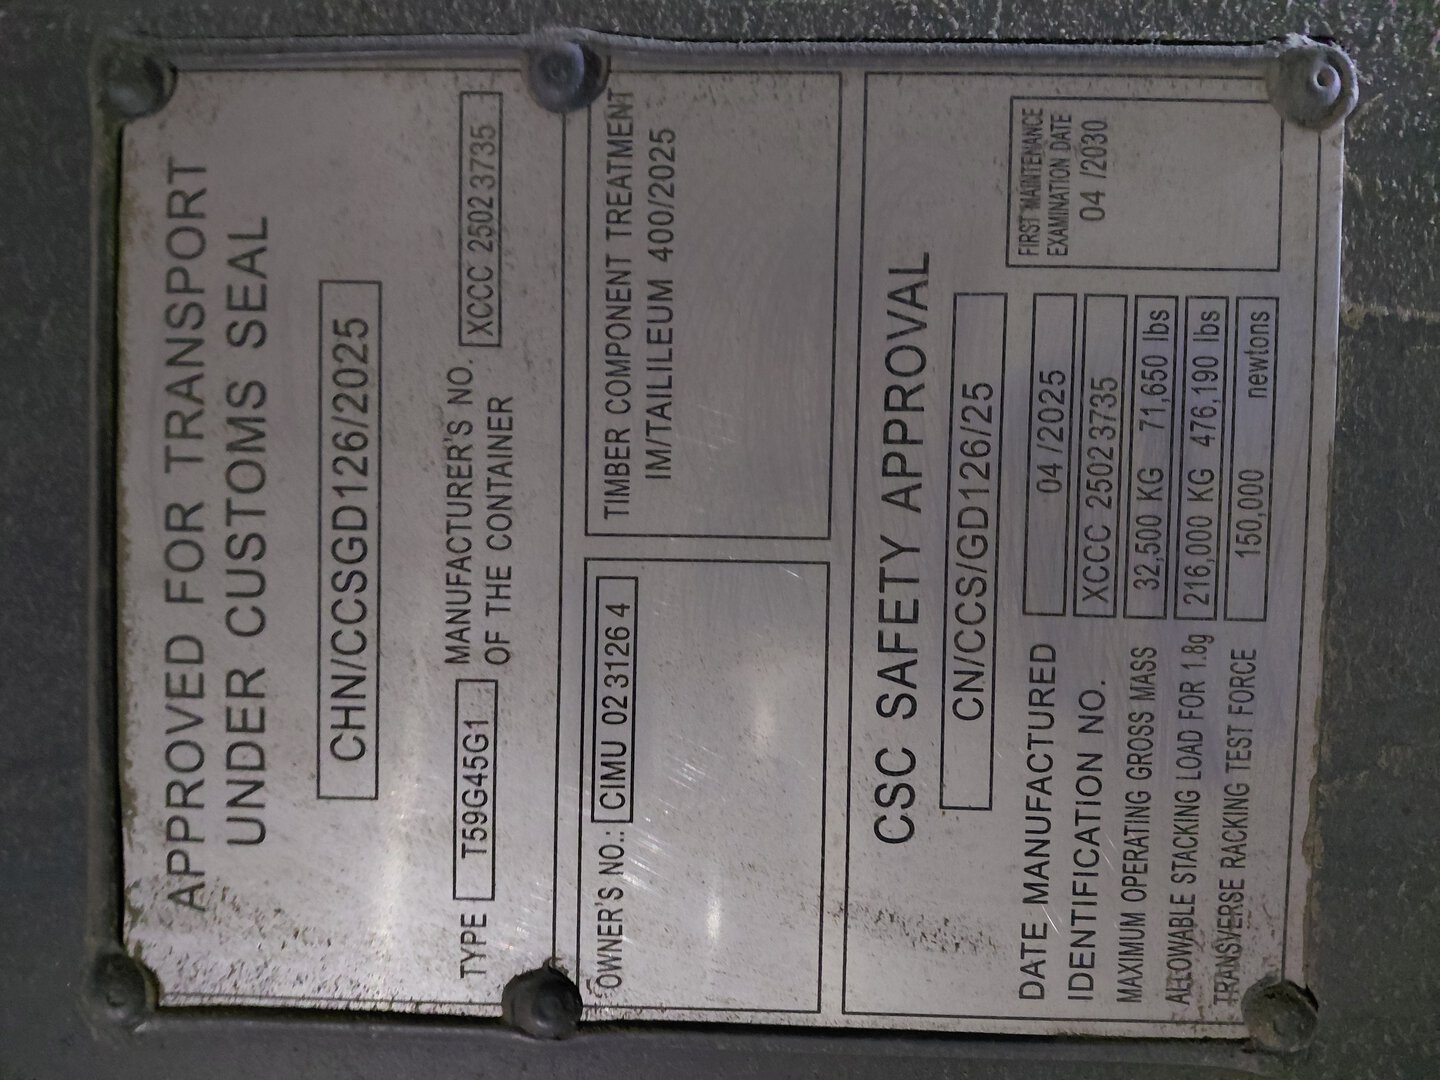 APPROVED FOR TRANSPORT
UNDER CUSTOMS SEAL
CHN/CCSGD126/2025
TYPE T59G45G1 MANUFACTURER'S NO.
OF THE CONTAINER XCCC 2502 3735
OWNER'S NO.: CIMU 02 3126 4
TIMBER COMPONENT TREATMENT
IM/TAILILEUM 400/2025
CSC SAFETY APPROVAL
CN/CCS/GD126/25
DATE MANUFACTURED 04 /2025
IDENTIFICATION NO. XCCC 25023735
MAXIMUM OPERATING GROSS MASS 32,500 KG 71,650 lbs
ALLOWABLE STACKING LOAD FOR 1.8g 216,000 KG 476,190 lbs
TRANSVERSE RACKING TEST FORCE 150,000 newtons
FIRST MAINTENANCE
EXAMINATION DATE
04 /2030